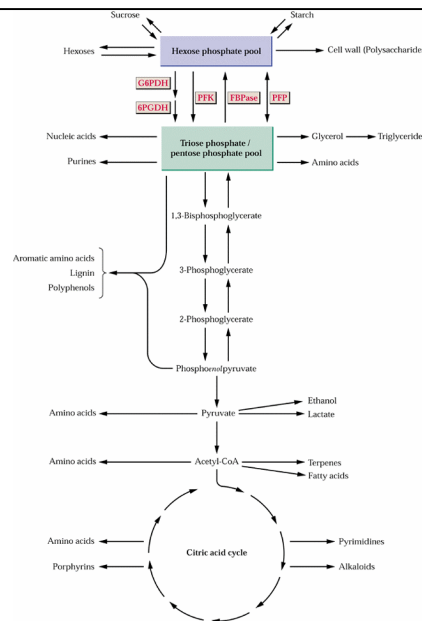 Sucrose
Starch
Hexoses
Hexose phosphate pool
Cell wall (Polysaccharide
G6PDH
6PGDH
PFK
FBPase
PFP
Nucleic acids
Triose phosphate /
pentose phosphate pool
Glycerol
Triglyceride
Purines
Amino acids
1,3-Bisphosphoglycerate
Aromatic amino acids
Lignin
Polyphenols
3-Phosphoglycerate
2-Phosphoglycerate
Phosphoenolpyruvate
Ethanol
Amino acids
Pyruvate
Lactate
Amino acids
Acetyl-CoA
Terpenes
Fatty acids
Amino acids
Citric acid cycle
Pyrimidines
Porphyrins
Alkaloids